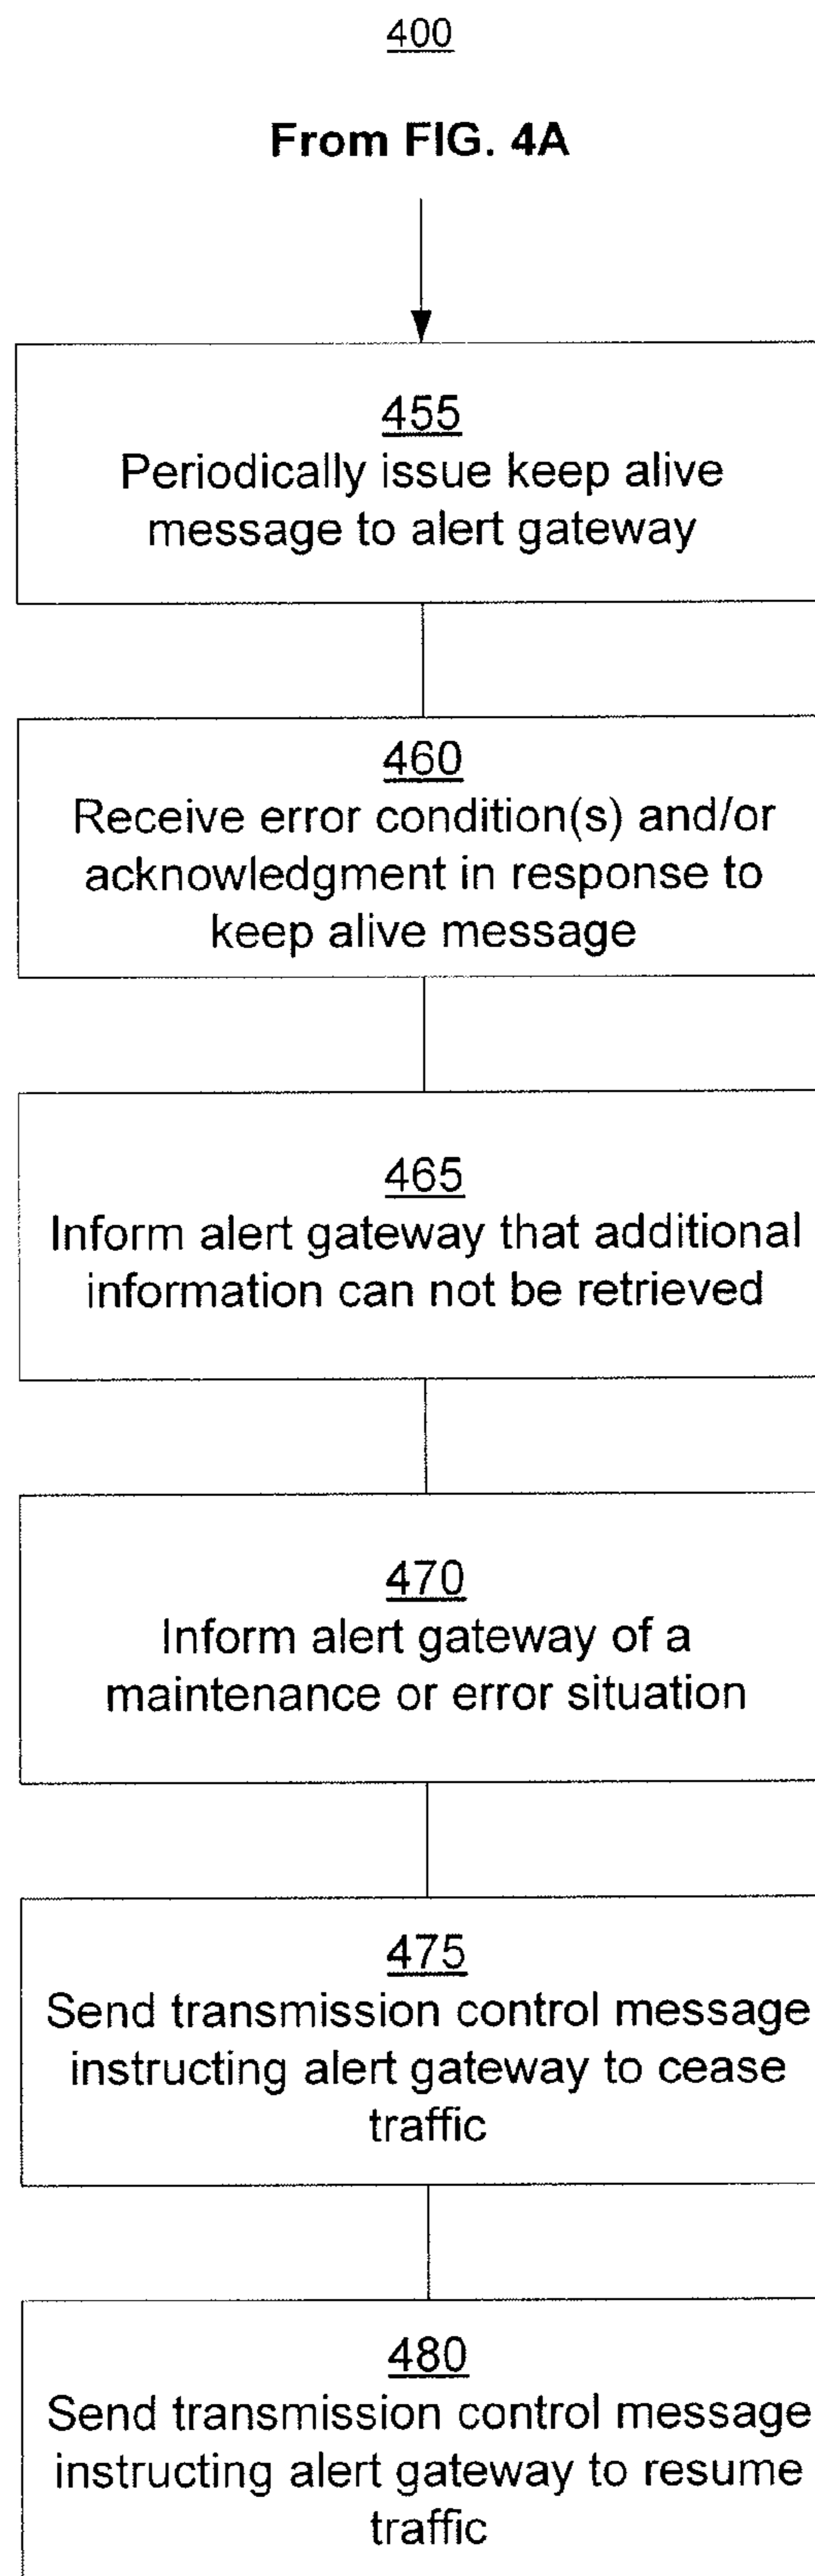 400
From FIG. 4A
455
Periodically issue keep alive
message to alert gateway
460
Receive error condition(s) and/or
acknowledgment in response to
keep alive message
465
Inform alert gateway that additional
information can not be retrieved
470
Inform alert gateway of a
maintenance or error situation
475
Send transmission control message
instructing alert gateway to cease
traffic
480
Send transmission control message
instructing alert gateway to resume
traffic